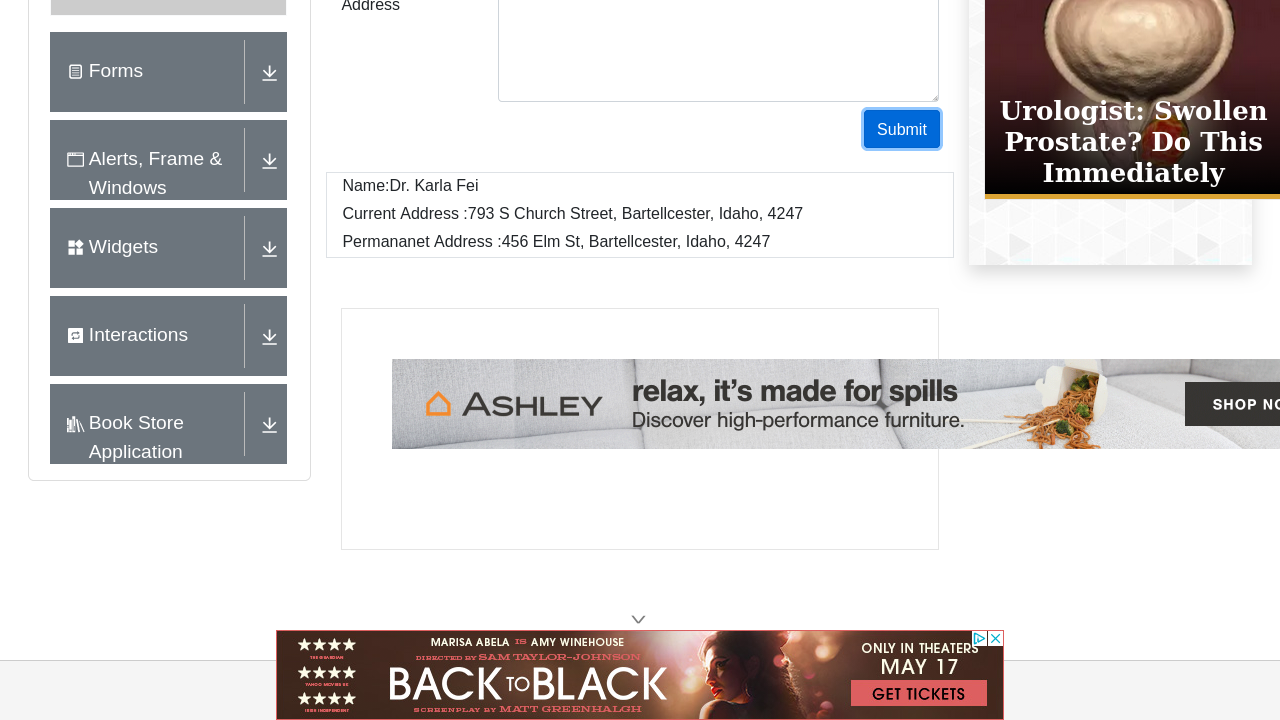 Address
Forms
Submit
Urologist: Swollen
Prostate? Do This
Immediately
Alerts, Frame &
Windows
Name:Dr. Karla Fei
Current Address :793 S Church Street, Bartellcester, Idaho, 4247
Permananet Address :456 Elm St, Bartellcester, Idaho, 4247
Widgets
Interactions
ASHLEY
relax, it's made for spills
Discover high-performance furniture.
SHOP NO
Book Store
Application
MARISA ABELA IS AMY WINEHOUSE
DIRECTED BY SAM TAYLOR-JOHNSON
BACK TO BLACK
SCREENPLAY BY MATT GREENHALGH
THE GUARDIAN
ONLY IN THEATERS
MAY 17
GET TICKETS